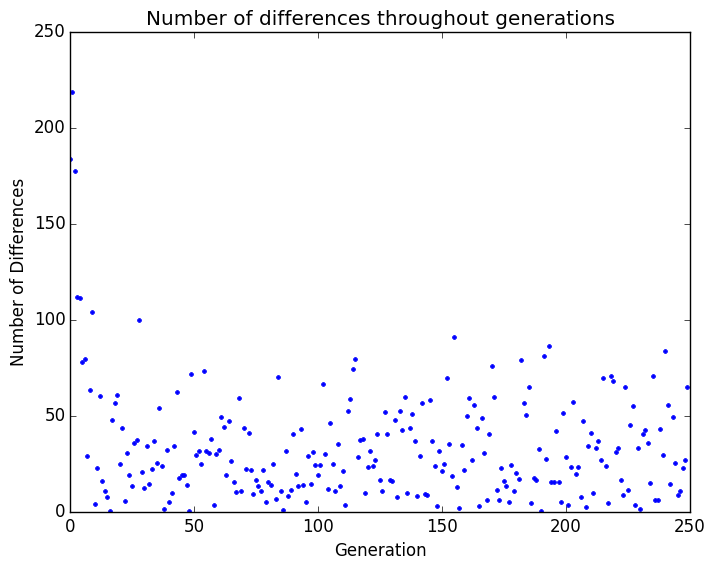 Number of differences throughout generations
250
200
150
100
50
0
Number of Differences
0 50 100 150 200 250
Generation